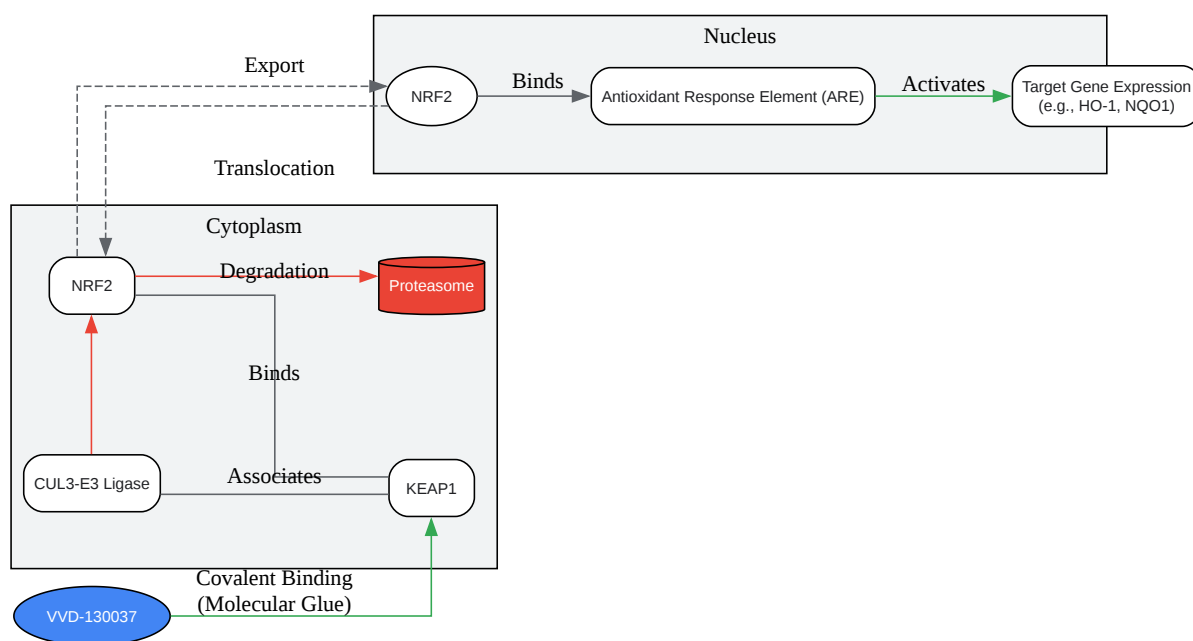 Nucleus
Export
NRF2
Binds
Antioxidant Response Element (ARE)
Activates
Target Gene Expression
(e.g., HO-1, NQO1)
Translocation
Cytoplasm
NRF2
Degradation
Proteasome
Binds
CUL3-E3 Ligase
Associates
KEAP1
Covalent Binding
(Molecular Glue)
VVD-130037